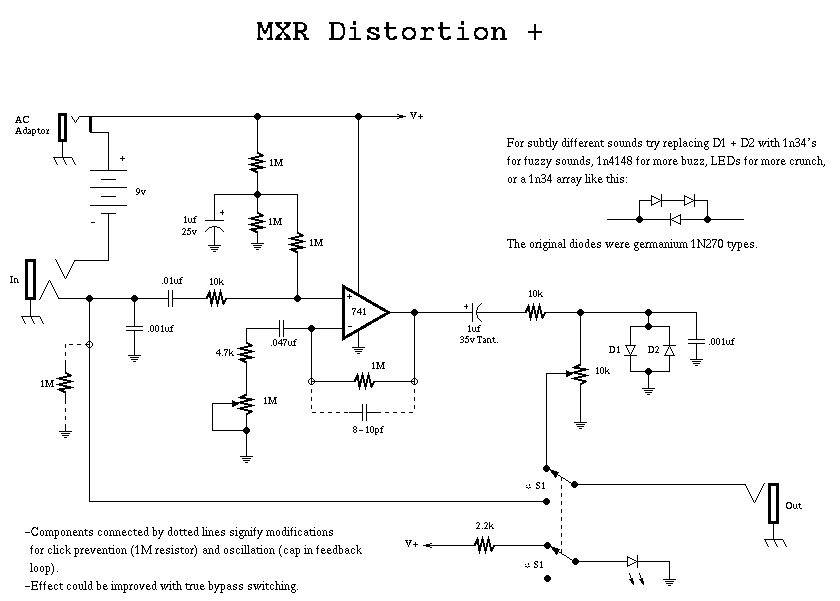 MXR Distortion +
AC
Adaptor
V+
+
9v
-
1M
1uf
25v
+
1M
1M
For subtly different sounds try replacing D1 + D2 with 1n34's
for fuzzy sounds, 1n4148 for more buzz, LEDs for more crunch,
or a 1n34 array like this:
The original diodes were germanium 1N270 types.
In
.01uf
10k
.001uf
+
-
741
.047uf
4.7k
1M
1M
1M
8-10pf
+
1uf
35v Tant.
10k
10k
D1
D2
.001uf
* S1
Out
2.2k
V+
* S1
-Components connected by dotted lines signify modifications
for click prevention (1M resistor) and oscillation (cap in feedback
loop).
-Effect could be improved with true bypass switching.